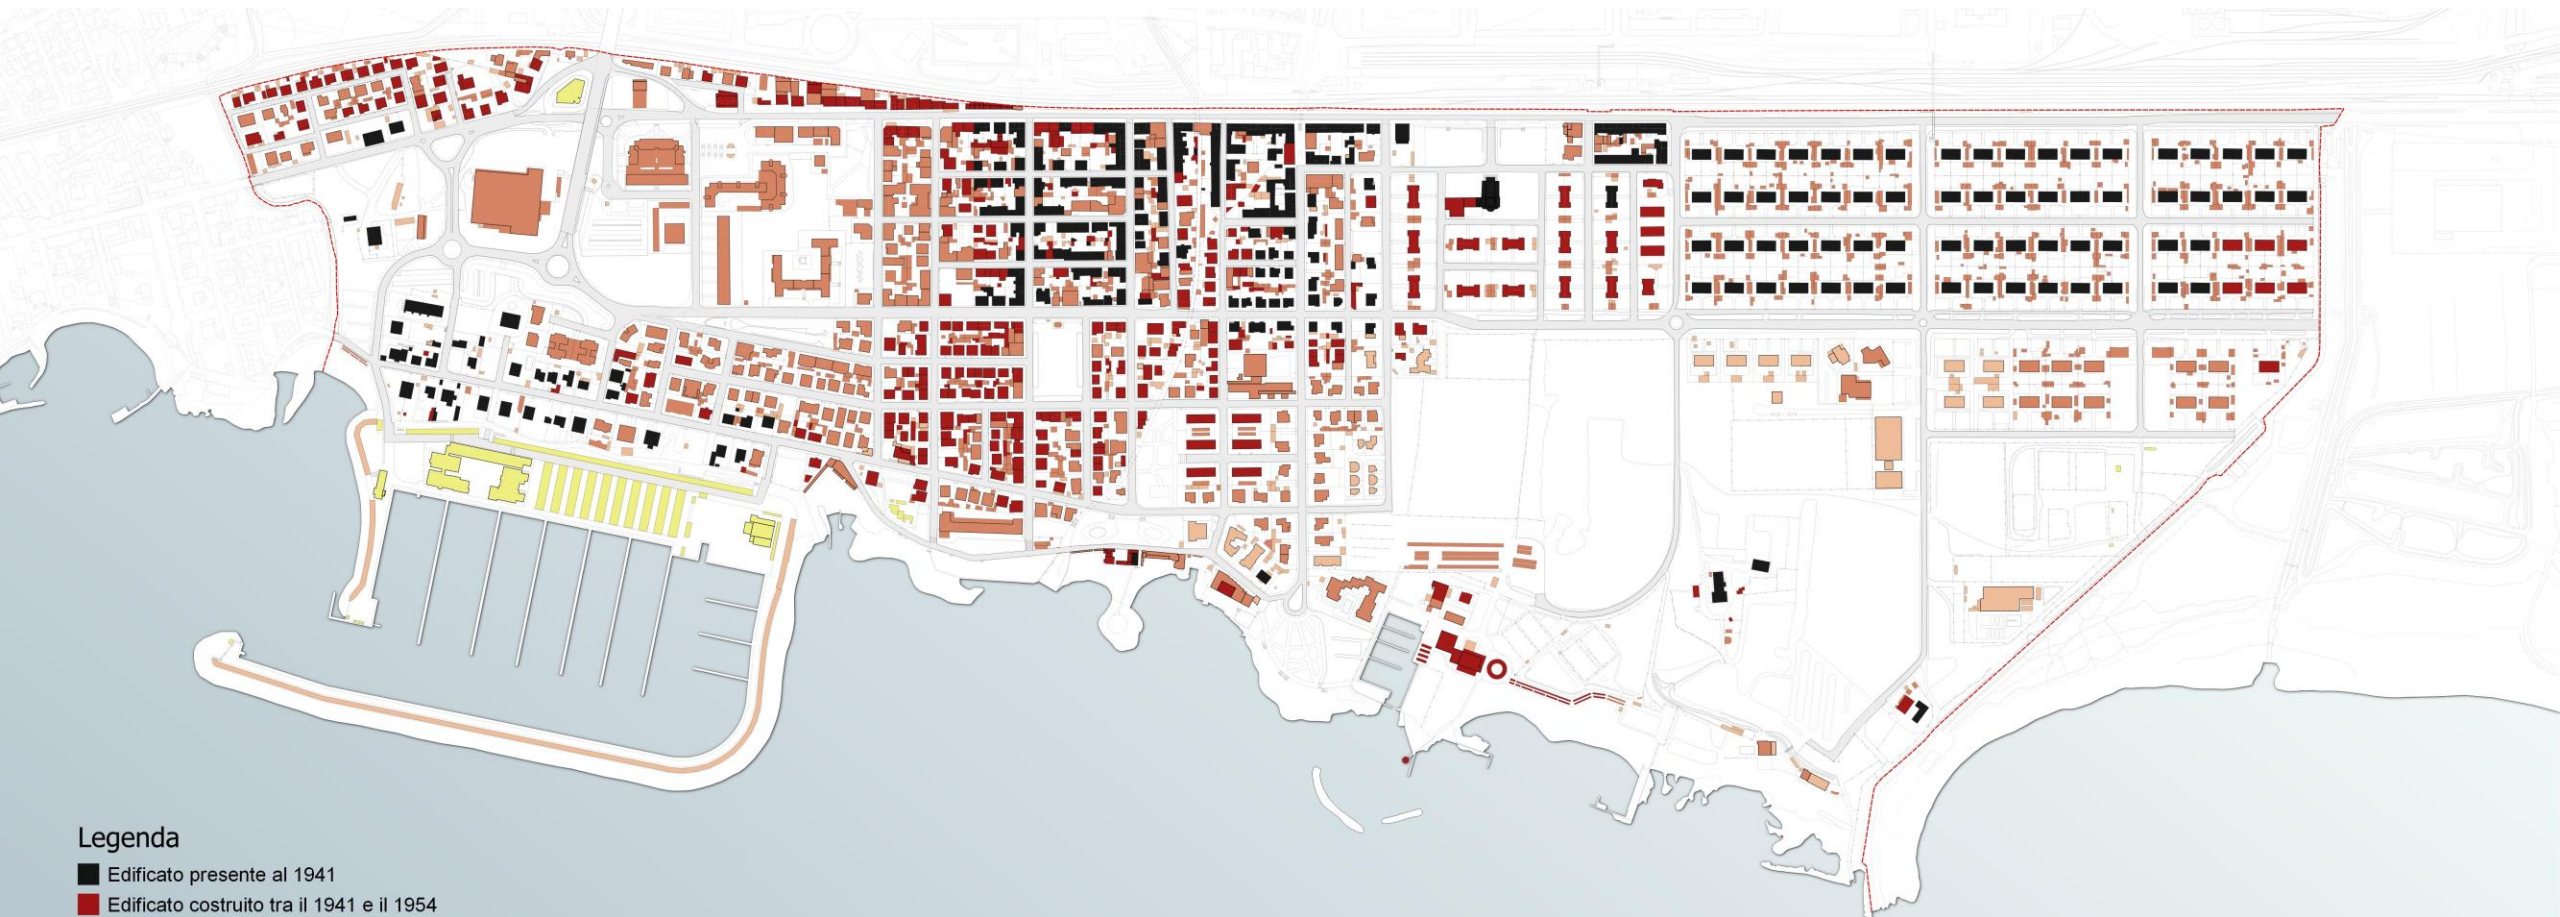 Legenda
Edificato presente al 1941
Edificato costruito tra il 1941 e il 1954